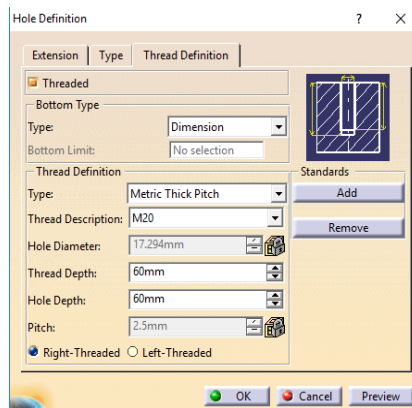 Hole Definition ? ×
Extension Type Thread Definition
Threaded
Bottom Type
Type: Dimension
Bottom Limit: No selection
Thread Definition
Standards
Type: Metric Thick Pitch
Add
Thread Description: M20
Remove
Hole Diameter: 17.294mm
Thread Depth: 60mm
Hole Depth: 60mm
Pitch: 2.5mm
Right-Threaded Left-Threaded
OK Cancel Preview